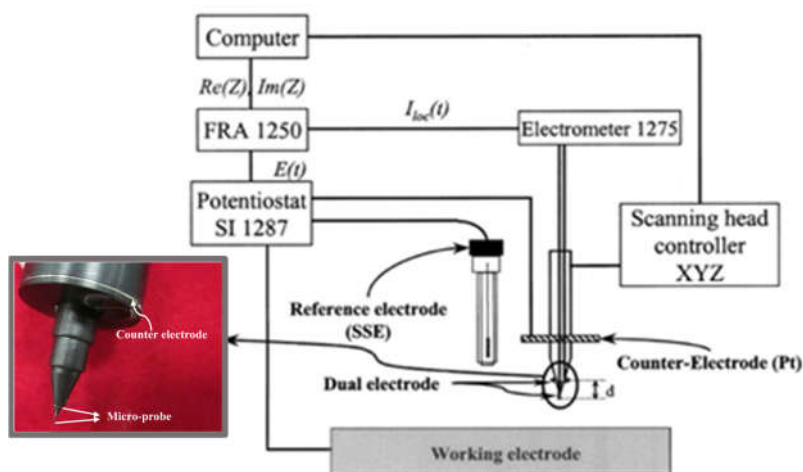 Computer
Re(Z), Im(Z)
I_loc(t)
FRA 1250
Electrometer 1275
E(t)
Potentiostat
SI 1287
Scanning head
controller
XYZ
Reference electrode
(SSE)
Counter electrode
Counter-Electrode (Pt)
Dual electrode
d
Micro-probe
Working electrode